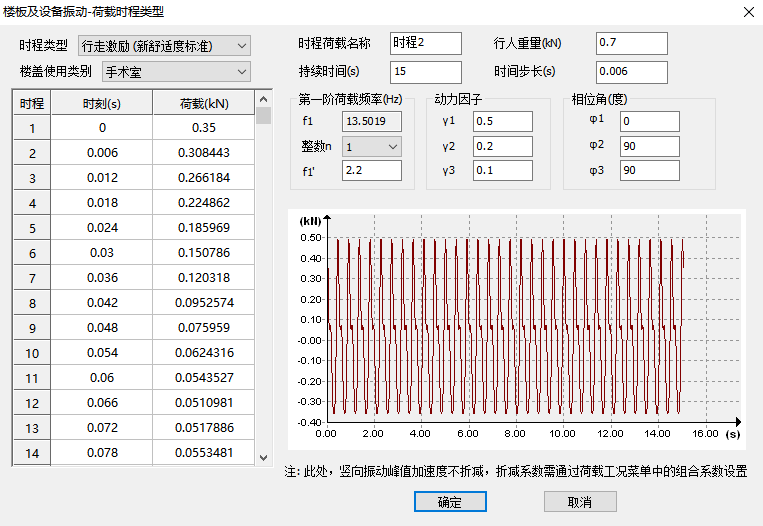 楼板及设备振动-荷载时程类型
时程类型 行走激励 (新舒适度标准)
楼盖使用类别 手术室
时程荷载名称 时程2 行人重量(kN) 0.7
持续时间(s) 15 时间步长(s) 0.006
第一阶荷载频率(Hz) 动力因子 相位角(度)
f1 13.5019 γ1 0.5 φ1 0
整数n 1 γ2 0.2 φ2 90
f1' 2.2 γ3 0.1 φ3 90
时程 时刻(s) 荷载(kN)
1 0 0.35
2 0.006 0.308443
3 0.012 0.266184
4 0.018 0.224862
5 0.024 0.185969
6 0.03 0.150786
7 0.036 0.120318
8 0.042 0.0952574
9 0.048 0.075959
10 0.054 0.0624316
11 0.06 0.0543527
12 0.066 0.0510981
13 0.072 0.0517886
14 0.078 0.0553481
(kN)
0.50
0.40
0.30
0.20
0.10
-0.00
-0.10
-0.20
-0.30
-0.40
0.00 2.00 4.00 6.00 8.00 10.00 12.00 14.00 16.00 (s)
注: 此处，竖向振动峰值加速度不折减，折减系数需通过荷载工况菜单中的组合系数设置
确定 取消